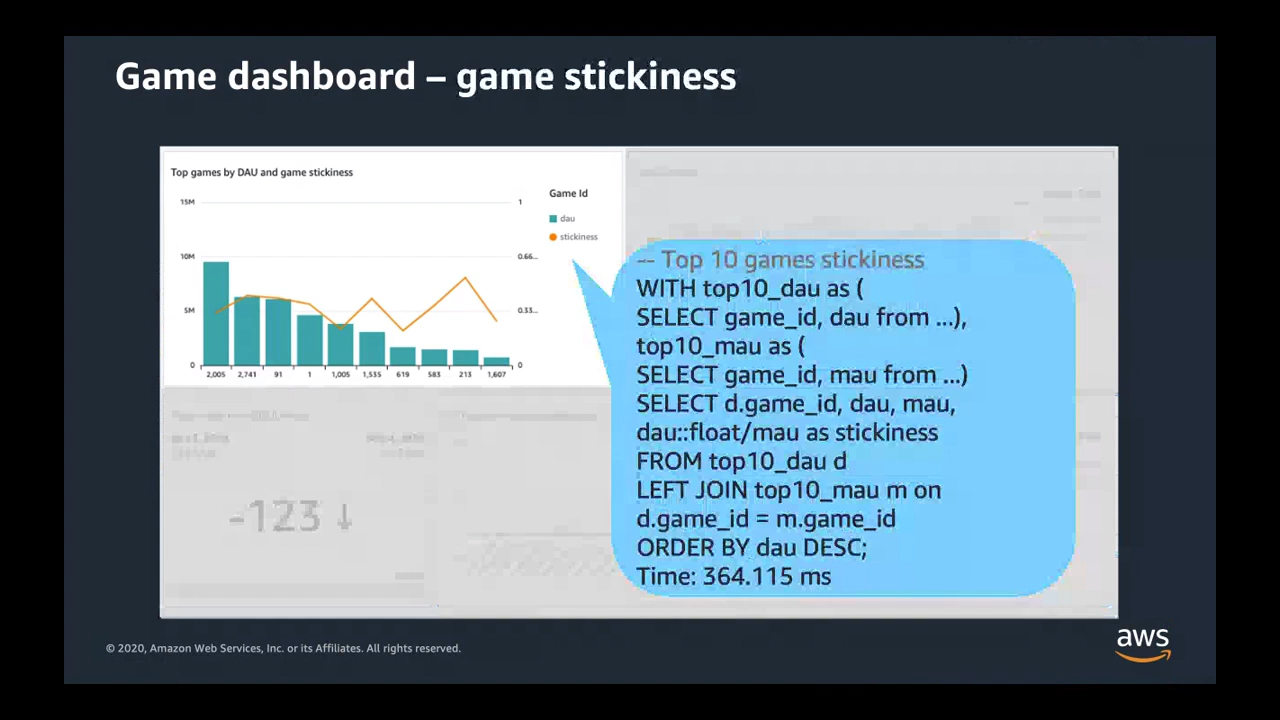 Game dashboard – game stickiness
Top games by DAU and game stickiness
Game Id
dau
stickiness
15M
10M
5M
0
1
0.66...
0.33...
0
2,005 2,741 91 1 1,005 1,535 619 583 213 1,607
-- Top 10 games stickiness
WITH top10_dau as (
SELECT game_id, dau from ...),
top10_mau as (
SELECT game_id, mau from ...)
SELECT d.game_id, dau, mau,
dau::float/mau as stickiness
FROM top10_dau d
LEFT JOIN top10_mau m on
d.game_id = m.game_id
ORDER BY dau DESC;
Time: 364.115 ms
-123 ↓
© 2020, Amazon Web Services, Inc. or its Affiliates. All rights reserved.
aws